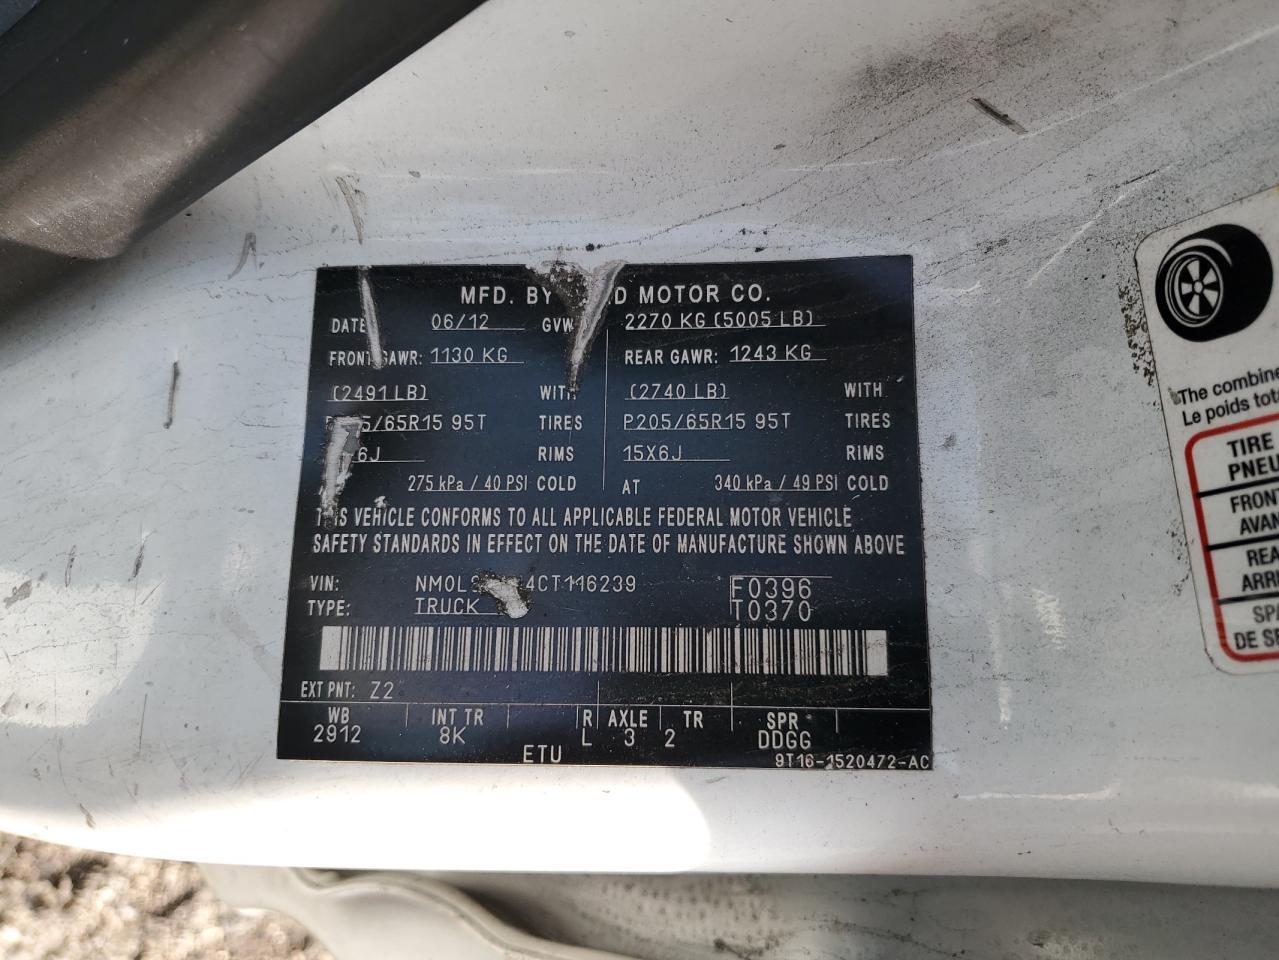 MFD. BY MOTOR CO.
DATE 06/12 GVW 2270 KG (5005 LB)
FRONT GAWR: 1130 KG REAR GAWR: 1243 KG
(2491 LB) WITH (2740 LB) WITH
/65R15 95T TIRES P205/65R15 95T TIRES
6J RIMS 15X6J RIMS
275 kPa / 40 PSI COLD AT 340 kPa / 49 PSI COLD
THIS VEHICLE CONFORMS TO ALL APPLICABLE FEDERAL MOTOR VEHICLE
SAFETY STANDARDS IN EFFECT ON THE DATE OF MANUFACTURE SHOWN ABOVE
VIN: 4CT116239 F0396
TYPE: TRUCK T0370
EXT PNT: Z2
WB INT TR R AXLE TR SPR
2912 8K L 3 2 DDGG
ETU 9T16-1520472-AC
The combine
Le poids tot
TIRE
PNEU
FRON
AVAN
REA
ARRI
SP
DE SE